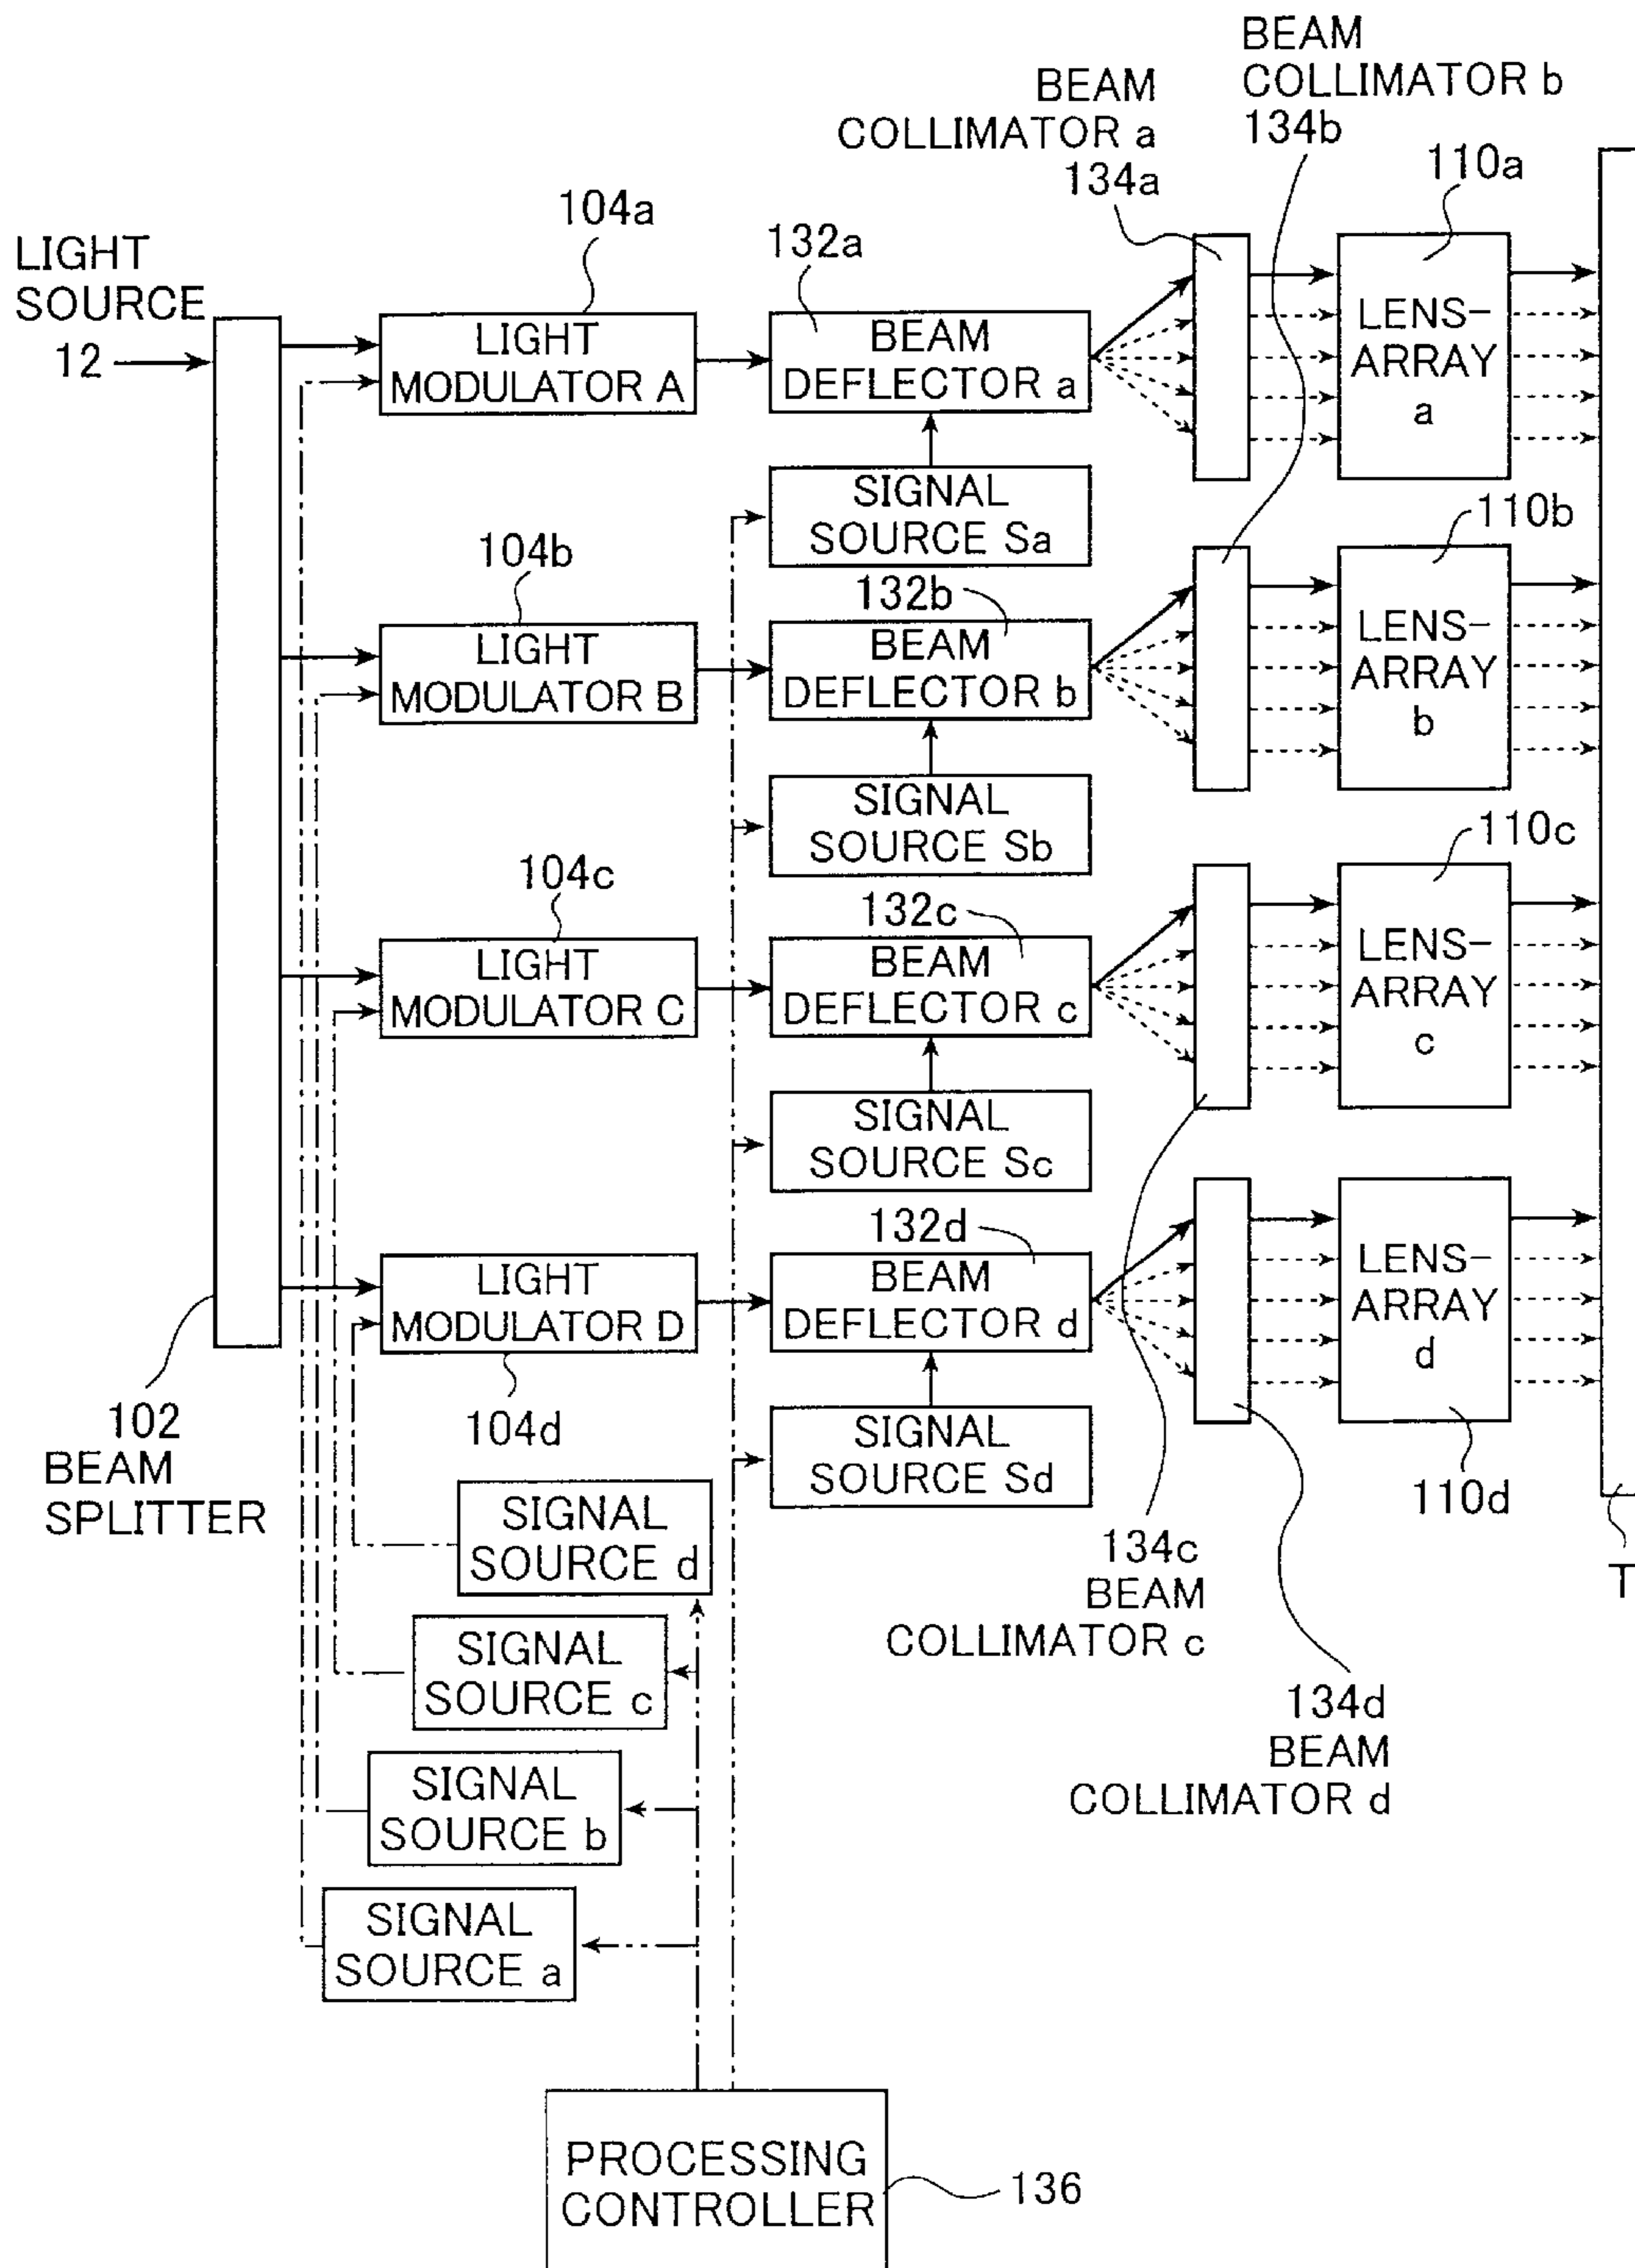 BEAM
COLLIMATOR b
134b
BEAM
COLLIMATOR a
134a
110a
104a
132a
LIGHT
SOURCE
12
LIGHT
MODULATOR A
BEAM
DEFLECTOR a
LENS-
ARRAY
a
SIGNAL
SOURCE Sa
110b
104b
132b
LIGHT
MODULATOR B
BEAM
DEFLECTOR b
LENS-
ARRAY
b
SIGNAL
SOURCE Sb
110c
104c
132c
LIGHT
MODULATOR C
BEAM
DEFLECTOR c
LENS-
ARRAY
c
SIGNAL
SOURCE Sc
132d
LIGHT
MODULATOR D
BEAM
DEFLECTOR d
LENS-
ARRAY
d
102
BEAM
SPLITTER
104d
SIGNAL
SOURCE Sd
110d
T
SIGNAL
SOURCE d
134c
BEAM
COLLIMATOR c
SIGNAL
SOURCE c
134d
BEAM
COLLIMATOR d
SIGNAL
SOURCE b
SIGNAL
SOURCE a
PROCESSING
CONTROLLER
136